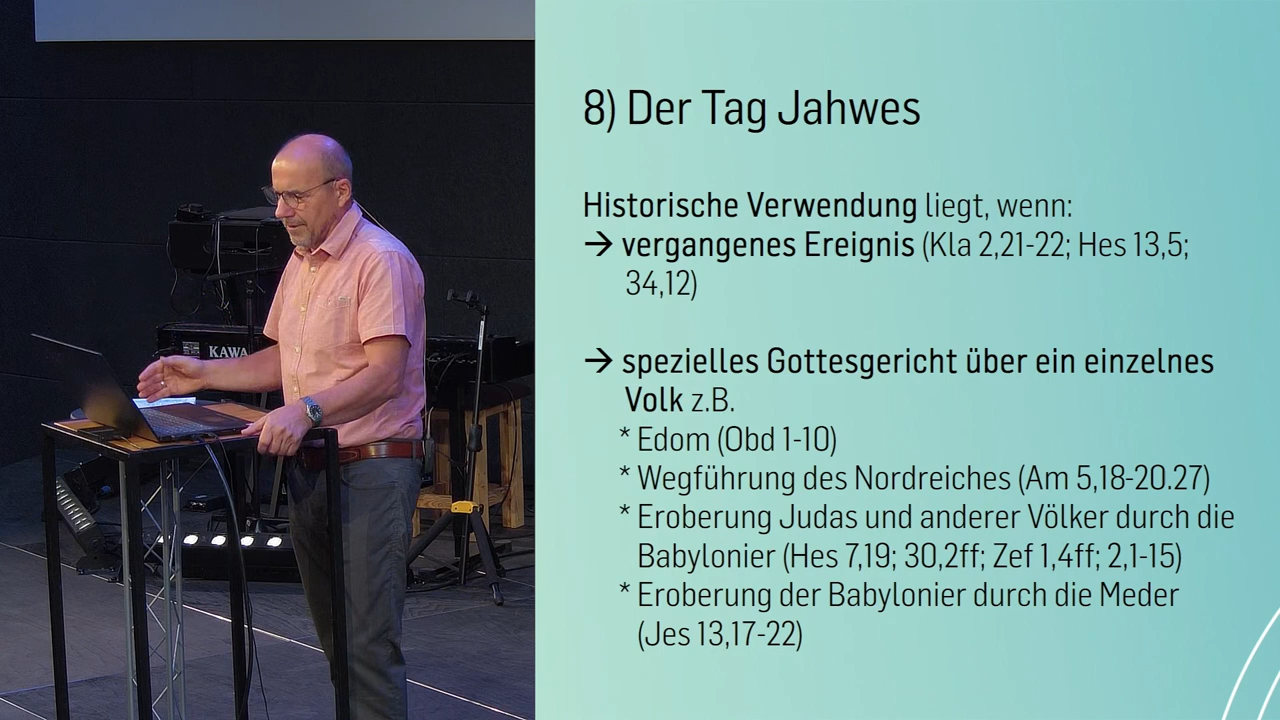 8) Der Tag Jahwes
Historische Verwendung liegt, wenn:
→ vergangenes Ereignis (Kla 2,21-22; Hes 13,5;
34,12)
→ spezielles Gottesgericht über ein einzelnes
Volk z.B.
* Edom (Obd 1-10)
* Wegführung des Nordreiches (Am 5,18-20.27)
* Eroberung Judas und anderer Völker durch die
Babylonier (Hes 7,19; 30,2ff; Zef 1,4ff; 2,1-15)
* Eroberung der Babylonier durch die Meder
(Jes 13,17-22)
KAWA